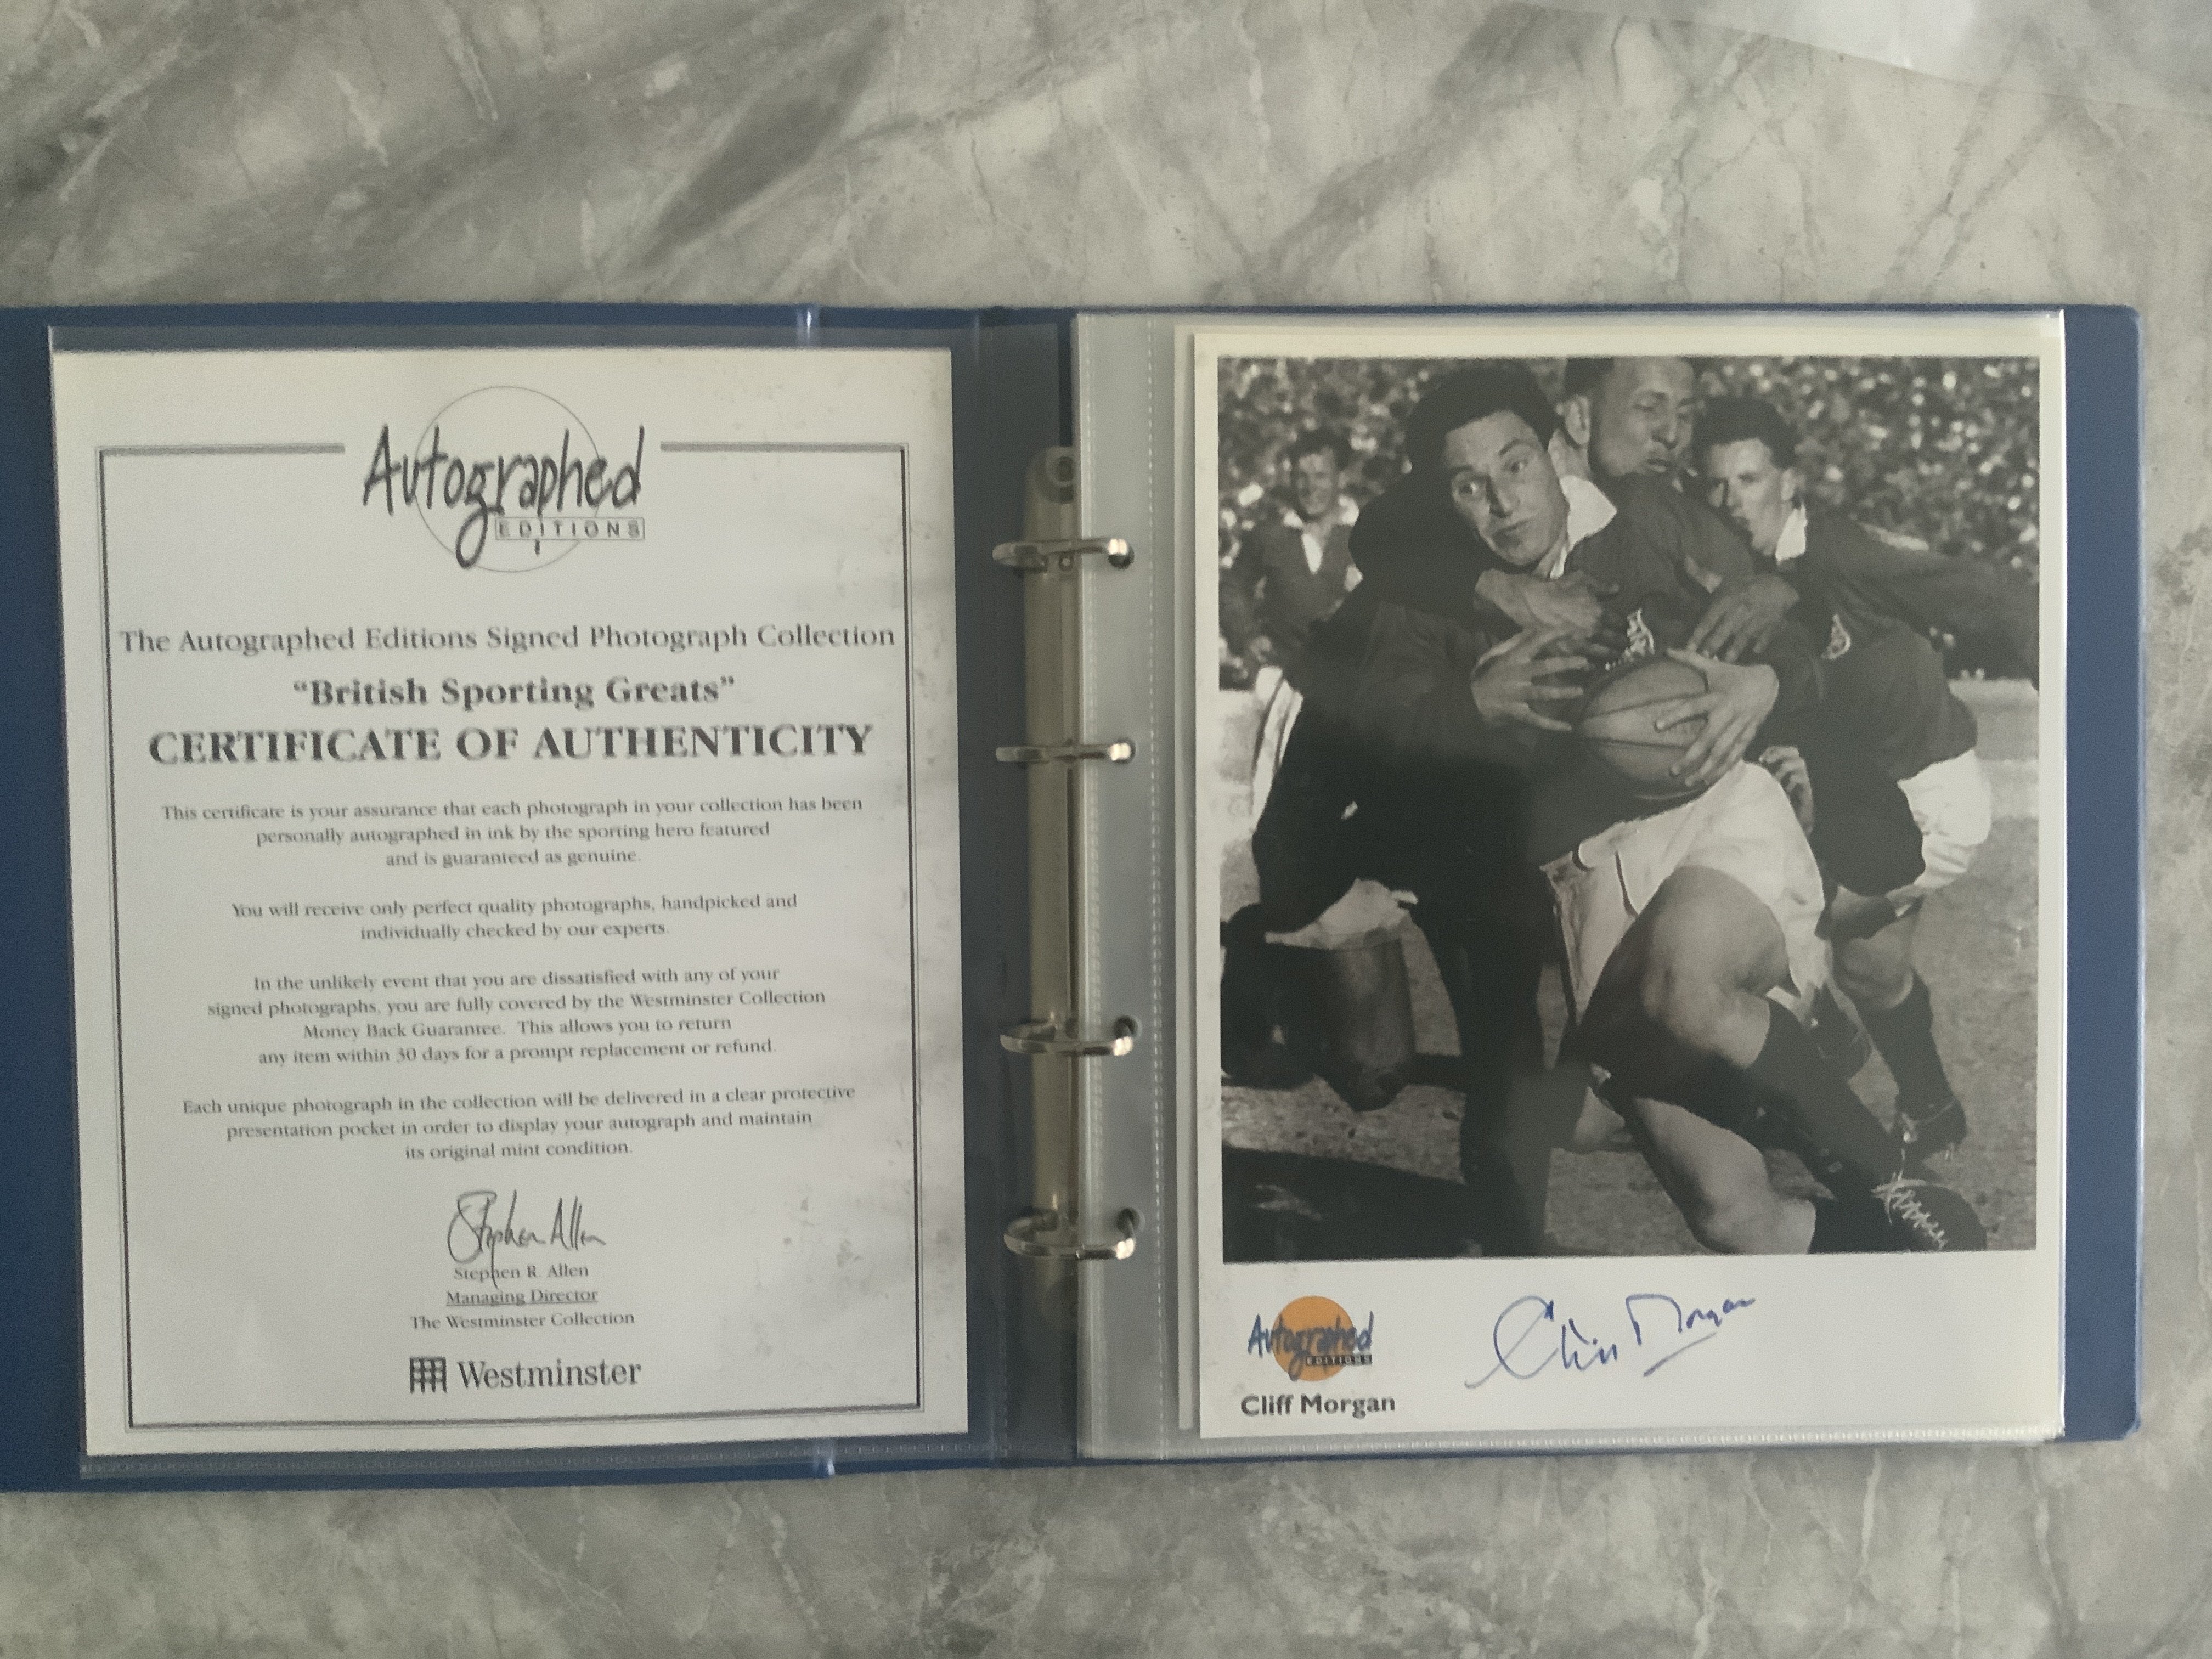 Autographed
EDITIONS
The Autographed Editions Signed Photograph Collection
“British Sporting Greats”
CERTIFICATE OF AUTHENTICITY
This certificate is your assurance that each photograph in your collection has been
personally autographed in ink by the sporting hero featured
and is guaranteed as genuine.
You will receive only perfect quality photographs, handpicked and
individually checked by our experts.
In the unlikely event that you are dissatisfied with any of your
signed photographs, you are fully covered by the Westminster Collection
Money Back Guarantee. This allows you to return
any item within 30 days for a prompt replacement or refund.
Each unique photograph in the collection will be delivered in a clear protective
presentation pocket in order to display your autograph and maintain
its original mint condition.
Stephen Allen
Stephen R. Allen
Managing Director
The Westminster Collection
Westminster
Autographed
EDITIONS
Cliff Morgan
Cliff Morgan